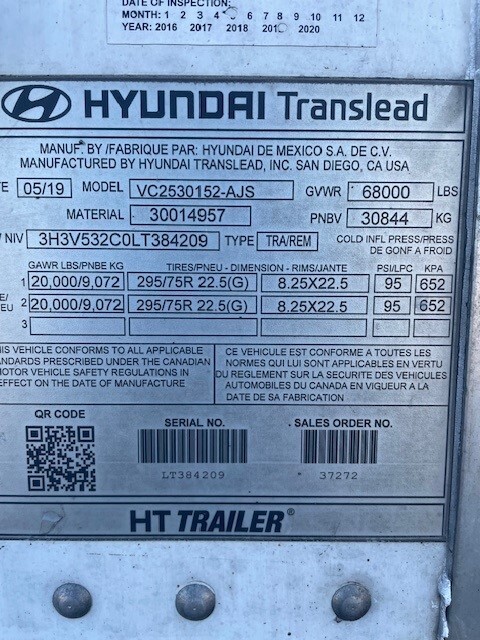 DATE OF INSPECTION:
MONTH: 1 2 3 4 6 7 8 9 10 11 12
YEAR: 2016 2017 2018 2020
HYUNDAI Translead
MANUF. BY /FABRIQUE PAR: HYUNDAI DE MEXICO S.A. DE C.V.
MANUFACTURED BY HYUNDAI TRANSLEAD, INC. SAN DIEGO, CA USA
E 05/19 MODEL VC2530152-AJS GVWR 68000 LBS
MATERIAL 30014957 PNBV 30844 KG
/ NIV 3H3V532C0LT384209 TYPE TRA/REM COLD INFL PRESS/PRESS DE GONF A FROID
GAWR LBS/PNBE KG TIRES/PNEU - DIMENSION - RIMS/JANTE PSI/LPC KPA
1 20,000/9,072 295/75R 22.5(G) 8.25X22.5 95 652
2 20,000/9,072 295/75R 22.5(G) 8.25X22.5 95 652
3
HIS VEHICLE CONFORMS TO ALL APPLICABLE
ANDARDS PRESCRIBED UNDER THE CANADIAN
OTOR VEHICLE SAFETY REGULATIONS IN
EFFECT ON THE DATE OF MANUFACTURE
CE VEHICULE EST CONFORME A TOUTES LES
NORMES QUI LUI SONT APPLICABLES EN VERTU
DU REGLEMENT SUR LA SECURITE DES VEHICULES
AUTOMOBILES DU CANADA EN VIGUEUR A LA
DATE DE SA FABRICATION
QR CODE
SERIAL NO.
LT384209
SALES ORDER NO.
37272
HT TRAILER®